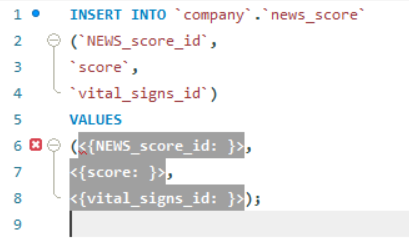 1 INSERT INTO `company`.`news_score`
2 (`NEWS_score_id`,
3 `score`,
4 `vital_signs_id`)
5 VALUES
6 (<{NEWS_score_id: }>,
7 <{score: }>,
8 <{vital_signs_id: }>);
9